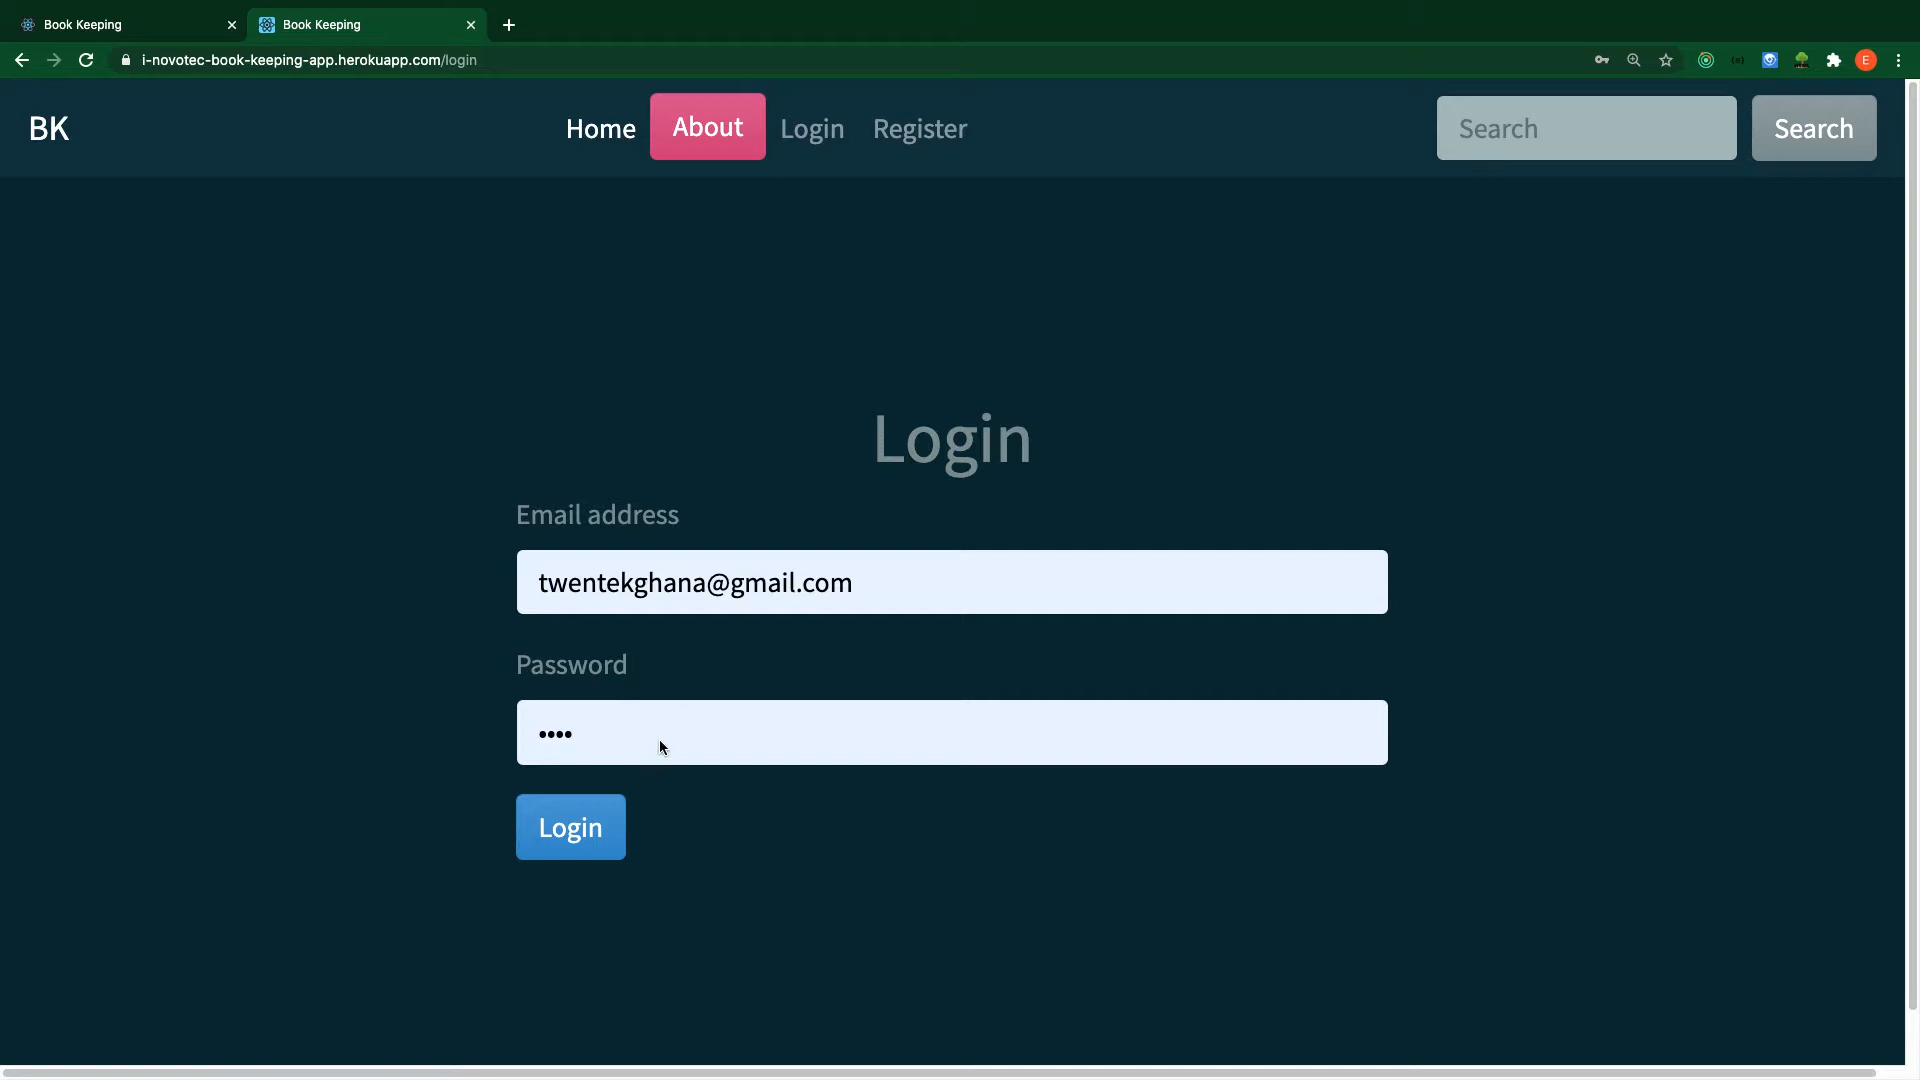 Book Keeping
Book Keeping
i-novotec-book-keeping-app.herokuapp.com/login
E
BK
Home
About
Login
Register
Search
Search
Login
Email address
twentekghana@gmail.com
Password
••••
Login